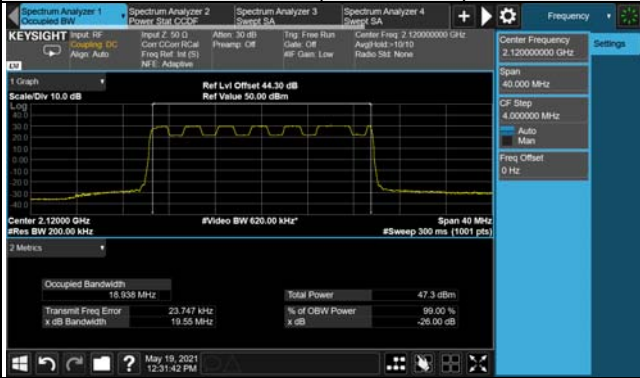 Spectrum Analyzer 1
Occupied BW
Spectrum Analyzer 2
Power Stat CCDF
Spectrum Analyzer 3
Swept SA
Spectrum Analyzer 4
Swept SA
Frequency
KEYSIGHT
Input: RF
Coupling: DC
Align: Auto
Input Z: 50 Ω
Corr CCorr RCal
Freq Ref: Int (S)
NFE: Adaptive
Atten: 30 dB
Preamp: Off
Trig: Free Run
Gate: Off
#IF Gain: Low
Center Freq: 2.120000000 GHz
Avg|Hold:>10/10
Radio Std: None
LXI
1 Graph
Scale/Div 10.0 dB
Ref Lvl Offset 44.30 dB
Ref Value 50.00 dBm
Log
40.0
30.0
20.0
10.0
0.00
-10.0
-20.0
-30.0
-40.0
Center 2.12000 GHz
#Res BW 200.00 kHz
#Video BW 620.00 kHz*
Span 40 MHz
#Sweep 300 ms (1001 pts)
2 Metrics
Occupied Bandwidth
18.938 MHz
Total Power
47.3 dBm
Transmit Freq Error
23.747 kHz
% of OBW Power
99.00 %
x dB Bandwidth
19.55 MHz
x dB
-26.00 dB
May 19, 2021
12:31:42 PM
Center Frequency
2.120000000 GHz
Settings
Span
40.000 MHz
CF Step
4.000000 MHz
Auto
Man
Freq Offset
0 Hz